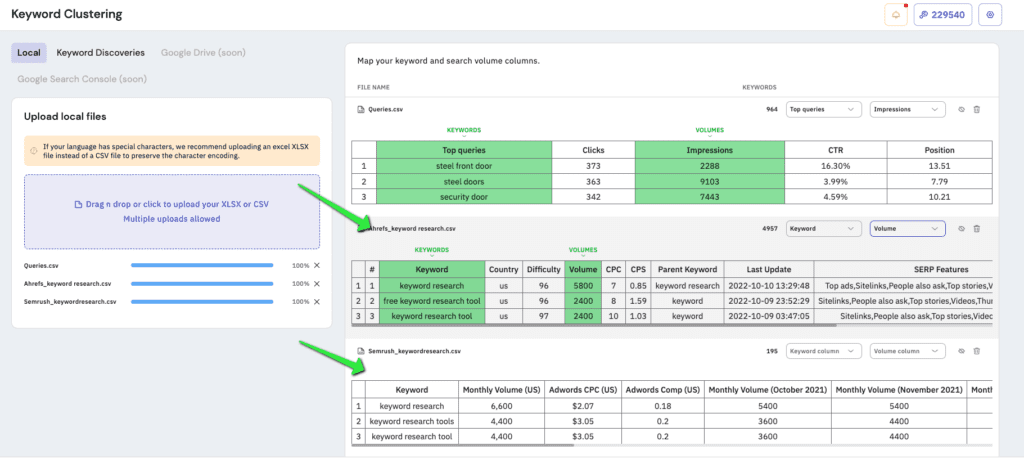 Keyword Clustering
229540
Local Keyword Discoveries Google Drive (soon)
Google Search Console (soon)
Upload local files
If your language has special characters, we recommend uploading an excel XLSX
file instead of a CSV file to preserve the character encoding.
Drag n drop or click to upload your XLSX or CSV
Multiple uploads allowed
Queries.csv 100%
Ahrefs_keyword research.csv 100%
Semrush_keywordresearch.csv 100%
Map your keyword and search volume columns.
FILE NAME KEYWORDS
Queries.csv 964 Top queries Impressions
KEYWORDS VOLUMES
Top queries Clicks Impressions CTR Position
1 steel front door 373 2288 16.30% 13.51
2 steel doors 363 9103 3.99% 7.79
3 security door 342 7443 4.59% 10.21
Ahrefs_keyword research.csv 4957 Keyword Volume
KEYWORDS VOLUMES
# Keyword Country Difficulty Volume CPC CPS Parent Keyword Last Update SERP Features
1 1 keyword research us 96 5800 7 0.85 keyword research 2022-10-10 13:29:48 Top ads,Sitelinks,People also ask,Top stories,V
2 2 free keyword research tool us 96 2400 8 1.59 keyword 2022-10-09 23:52:29 Sitelinks,People also ask,Top stories,Videos,Thu
3 3 keyword research tool us 97 2400 10 1.03 keyword 2022-10-09 03:47:05 Sitelinks,People also ask,Top stories,Video
Semrush_keywordresearch.csv 195 Keyword column Volume column
Keyword Monthly Volume (US) Adwords CPC (US) Adwords Comp (US) Monthly Volume (October 2021) Monthly Volume (November 2021) Month
1 keyword research 6,600 $2.07 0.18 5400 5400
2 keyword research tools 4,400 $3.05 0.2 3600 4400
3 keyword research tool 4,400 $3.05 0.2 3600 4400